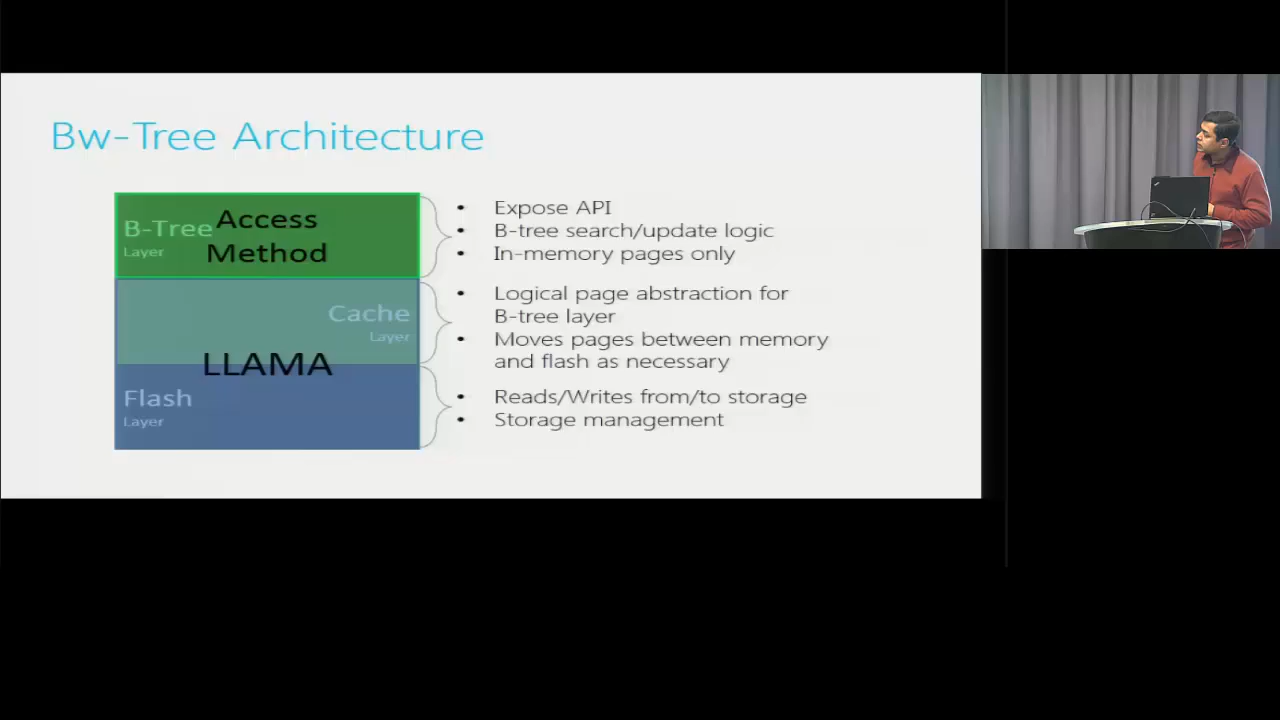 Bw-Tree Architecture
Access
Method
B-Tree
Layer
• Expose API
• B-tree search/update logic
• In-memory pages only
Cache
Layer
• Logical page abstraction for
B-tree layer
• Moves pages between memory
and flash as necessary
LLAMA
Flash
Layer
• Reads/Writes from/to storage
• Storage management